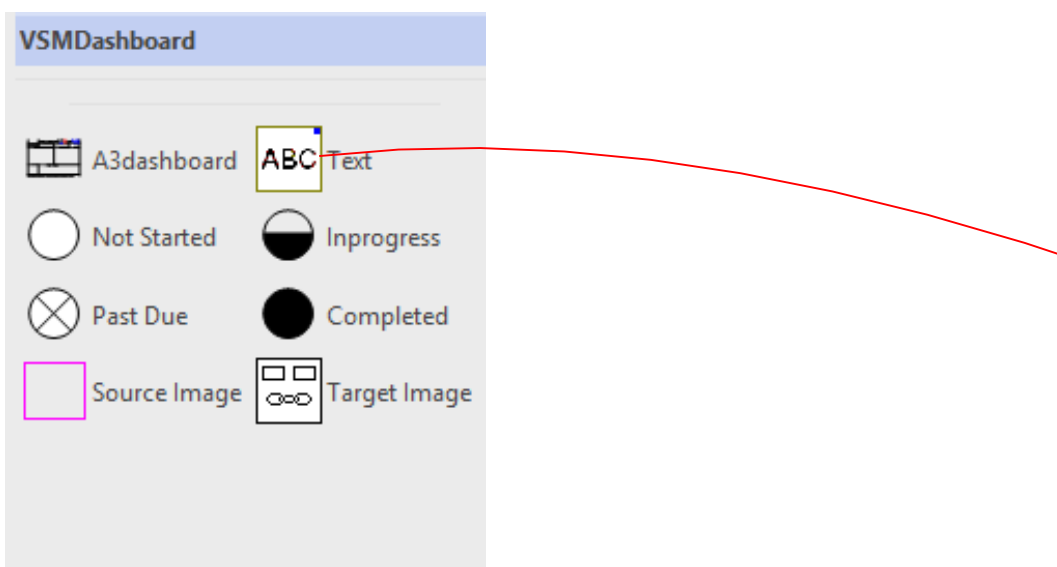 VSMDashboard
A3dashboard ABC Text
Not Started Inprogress
Past Due Completed
Source Image Target Image